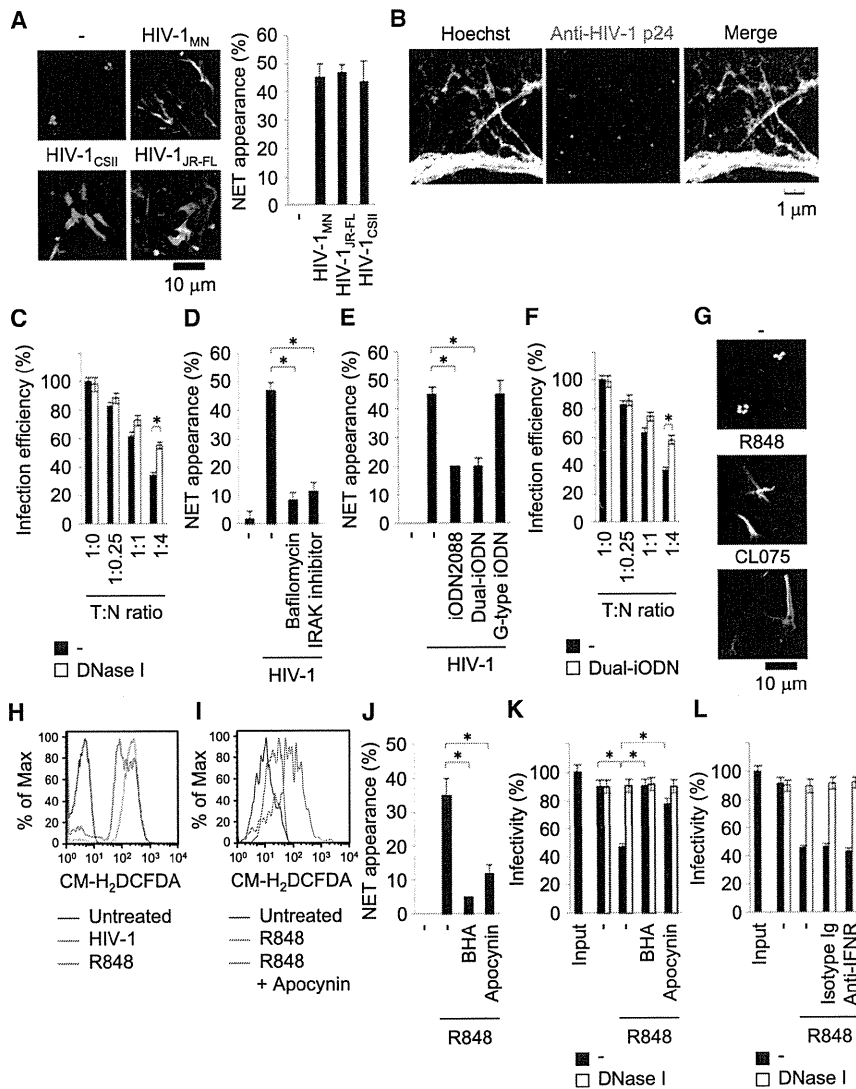 A
-
HIV-1MN
HIV-1CSII
HIV-1JR-FL
10 µm
NET appearance (%)
60
50
40
30
20
10
0
-
HIV-1MN
HIV-1JR-FL
HIV-1CSII
B
Hoechst
Anti-HIV-1 p24
Merge
1 µm
C
Infection efficiency (%)
100
80
60
40
20
0
*
1:0
1:0.25
1:1
1:4
T:N ratio
-
DNase I
D
NET appearance (%)
60
50
40
30
20
10
0
*
*
-
-
Bafilomycin
IRAK inhibitor
HIV-1
E
NET appearance (%)
60
50
40
30
20
10
0
*
*
-
-
iODN2088
Dual-iODN
G-type iODN
HIV-1
F
Infection efficiency (%)
100
80
60
40
20
0
*
1:0
1:0.25
1:1
1:4
T:N ratio
-
Dual-iODN
G
-
R848
CL075
10 µm
H
% of Max
100
80
60
40
20
0
10⁰ 10¹ 10² 10³ 10⁴
CM-H2DCFDA
Untreated
HIV-1
R848
I
% of Max
100
80
60
40
20
0
10⁰ 10¹ 10² 10³ 10⁴
CM-H2DCFDA
Untreated
R848
R848
+ Apocynin
J
NET appearance (%)
50
40
30
20
10
0
*
*
-
-
BHA
Apocynin
R848
K
Infectivity (%)
100
80
60
40
20
0
*
*
*
Input
-
-
BHA
Apocynin
R848
-
DNase I
L
Infectivity (%)
100
80
60
40
20
0
Input
-
-
Isotype Ig
Anti-IFNR
R848
-
DNase I